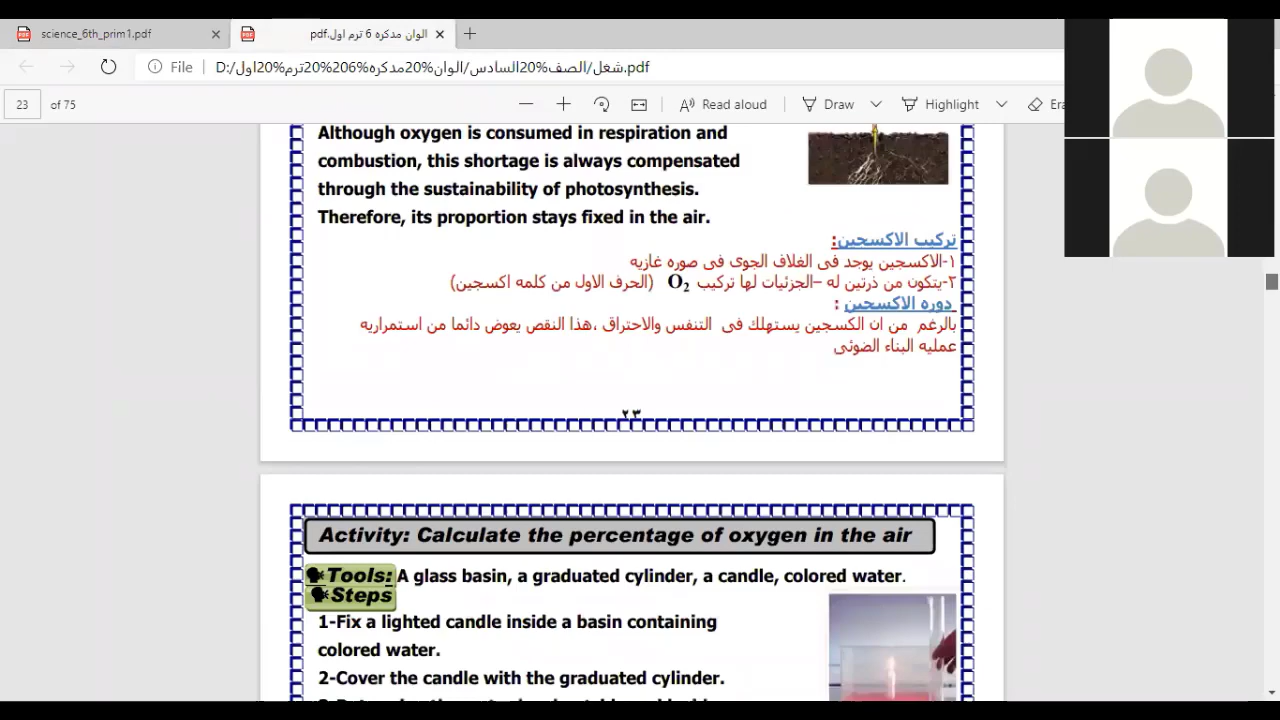 science_6th_prim1.pdf
الوان مذكره 6 ترم اول.pdf
File
D:/شغل/الصف%20السادس/الوان%20مذكره%206%20ترم%20اول.pdf
23 of 75
Read aloud
Draw
Highlight
Era
Although oxygen is consumed in respiration and
combustion, this shortage is always compensated
through the sustainability of photosynthesis.
Therefore, its proportion stays fixed in the air.
تركيب الاكسجين:
١-الاكسجين يوجد فى الغلاف الجوى فى صوره غازيه
٢-يتكون من ذرتين له –الجزئيات لها تركيب O₂ (الحرف الاول من كلمه اكسجين)
دوره الاكسجين :
بالرغم من ان الكسجين يستهلك فى التنفس والاحتراق ،هذا النقص يعوض دائما من استمراريه
عمليه البناء الضوئى
٢٣
Activity: Calculate the percentage of oxygen in the air
Tools: A glass basin, a graduated cylinder, a candle, colored water.
Steps
1-Fix a lighted candle inside a basin containing
colored water.
2-Cover the candle with the graduated cylinder.